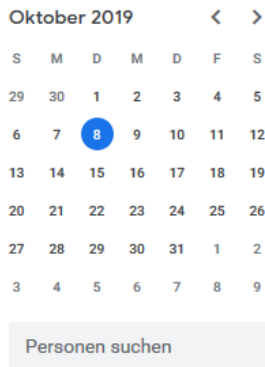 Oktober 2019 < >
S M D M D F S
29 30 1 2 3 4 5
6 7 8 9 10 11 12
13 14 15 16 17 18 19
20 21 22 23 24 25 26
27 28 29 30 31 1 2
3 4 5 6 7 8 9
Personen suchen